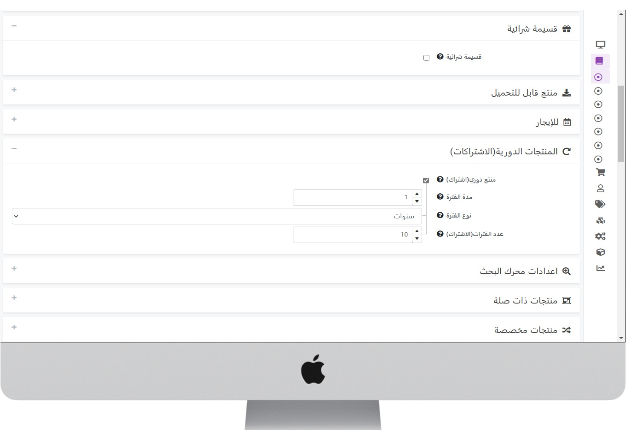 قسيمة شرائية
قسيمة شرائية
منتج قابل للتحميل
للإيجار
المنتجات الدورية(الاشتراكات)
منتج دوري(اشتراك)
مدة الفترة
1
نوع الفترة
سنوات
عدد الفترات(الاشتراك)
10
اعدادات محرك البحث
منتجات ذات صلة
منتجات مخصصة